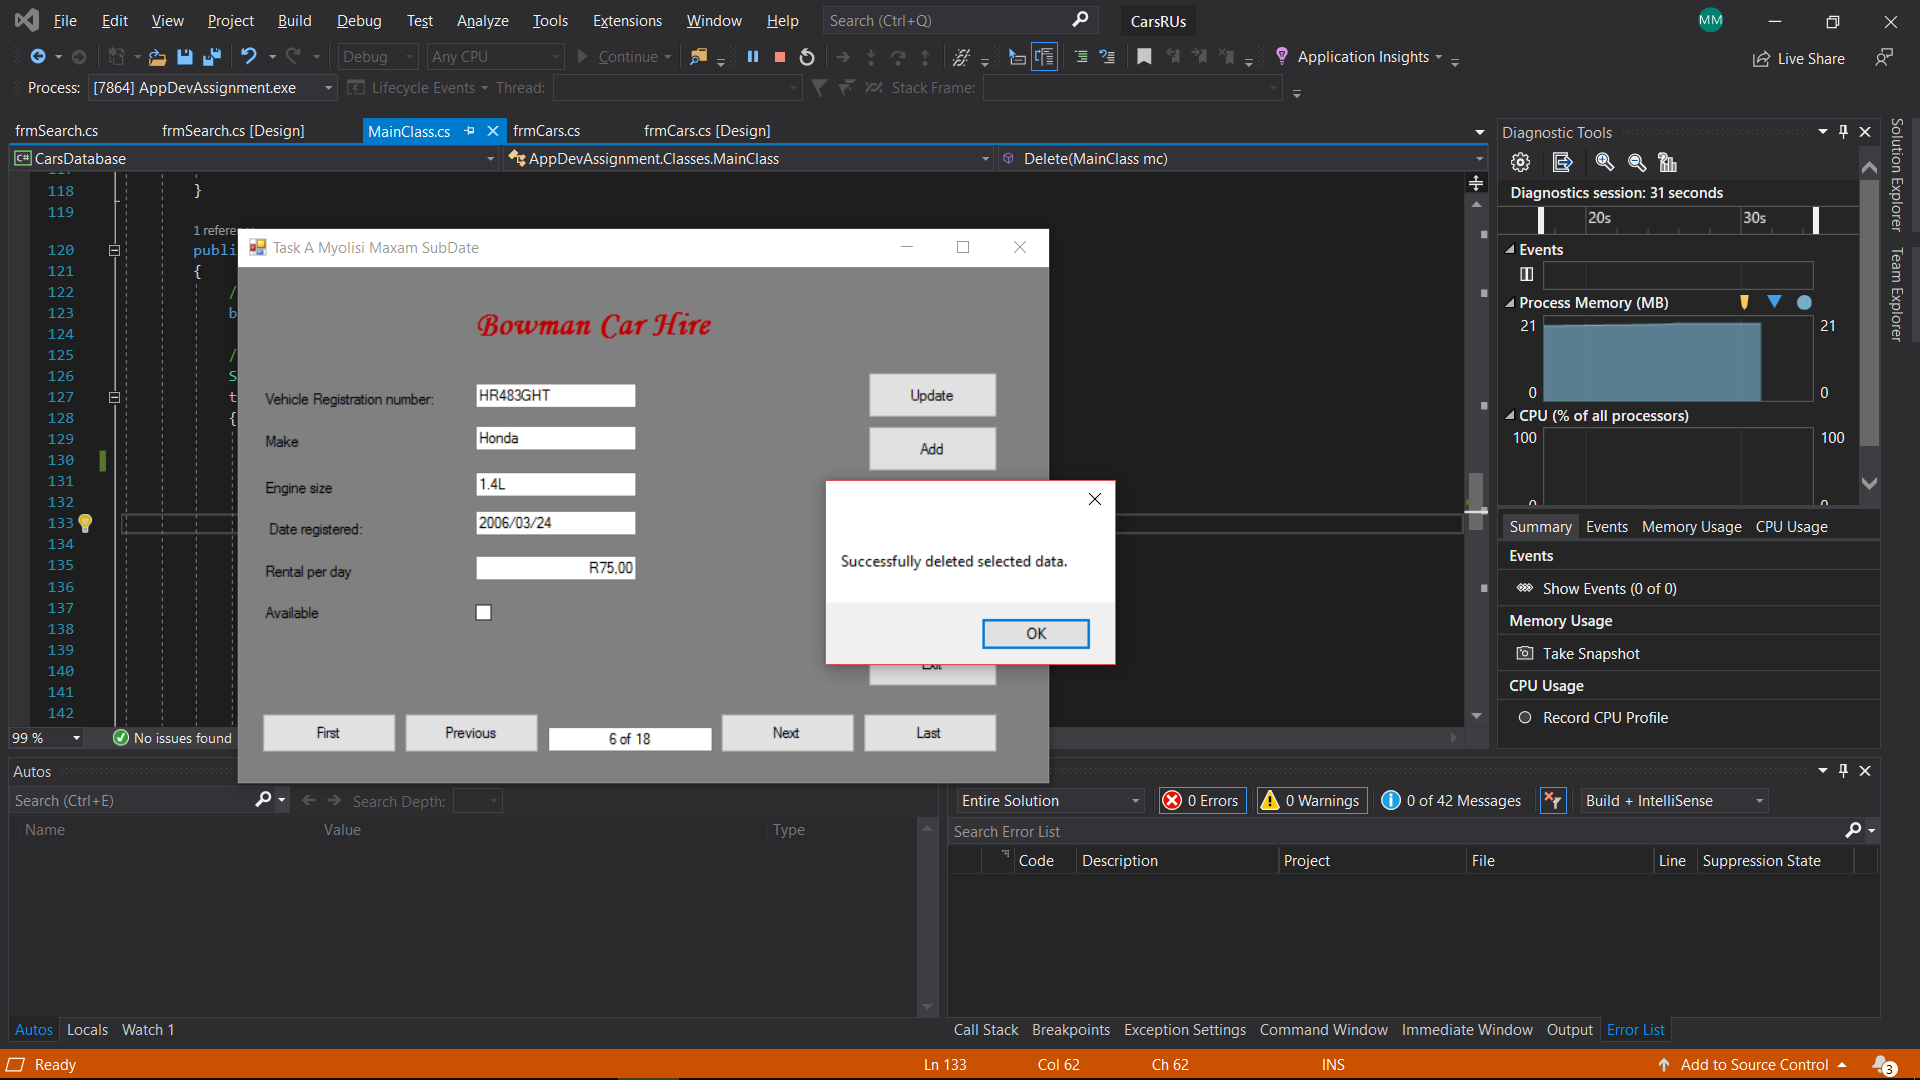 File Edit View Project Build Debug Test Analyze Tools Extensions Window Help Search (Ctrl+Q) CarsRUs MM
Debug Any CPU Continue Application Insights Live Share
Process: [7864] AppDevAssignment.exe Lifecycle Events Thread: Stack Frame:
frmSearch.cs frmSearch.cs [Design] MainClass.cs frmCars.cs frmCars.cs [Design]
C# CarsDatabase AppDevAssignment.Classes.MainClass Delete(MainClass mc)
118 }
119
1 refere
120 publi
121 {
122 /
123 b
124
125 /
126 S
127 t
128 {
129
130
131
132
133
134
135
136
137
138
139
140
141
142
99 % No issues found
Task A Myolisi Maxam SubDate
Bowman Car Hire
Vehicle Registration number: HR483GHT
Make Honda
Engine size 1.4L
Date registered: 2006/03/24
Rental per day R75,00
Available
Update
Add
Exit
First Previous 6 of 18 Next Last
Successfully deleted selected data.
OK
Diagnostic Tools
Diagnostics session: 31 seconds
20s 30s
Events
Process Memory (MB)
21 21
0 0
CPU (% of all processors)
100 100
0 0
Summary Events Memory Usage CPU Usage
Events
Show Events (0 of 0)
Memory Usage
Take Snapshot
CPU Usage
Record CPU Profile
Solution Explorer
Team Explorer
Autos
Search (Ctrl+E) Search Depth:
Name Value Type
Autos Locals Watch 1
Entire Solution 0 Errors 0 Warnings 0 of 42 Messages Build + IntelliSense
Search Error List
Code Description Project File Line Suppression State
Call Stack Breakpoints Exception Settings Command Window Immediate Window Output Error List
Ready Ln 133 Col 62 Ch 62 INS Add to Source Control 3